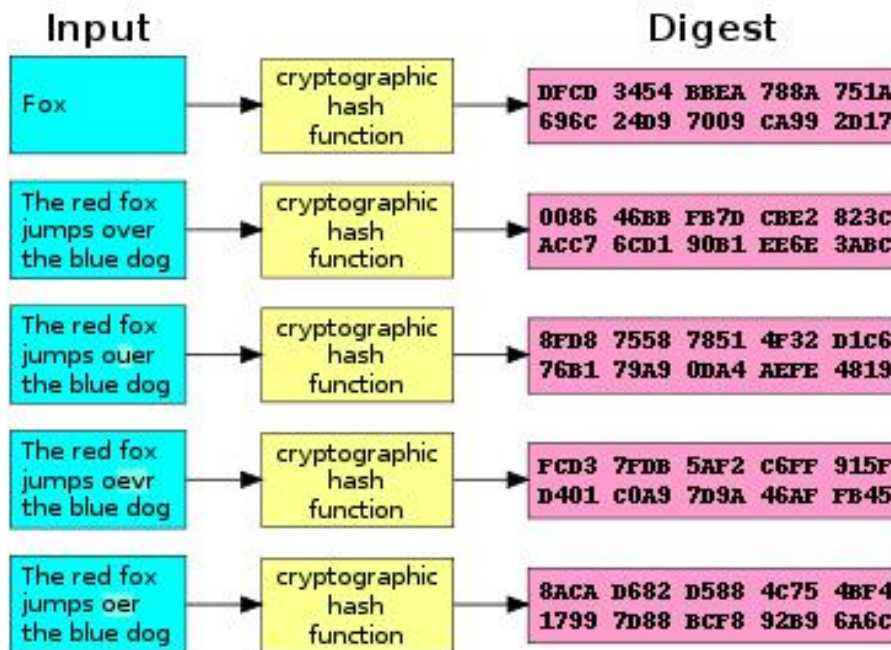 Input Digest
Fox
cryptographic
hash
function
DFCD 3454 BBEA 788A 751A
696C 24D9 7009 CA99 2D17
The red fox
jumps over
the blue dog
cryptographic
hash
function
0086 46BB FB7D CBE2 823C
ACC7 6CD1 90B1 EE6E 3ABC
The red fox
jumps ouer
the blue dog
cryptographic
hash
function
8FD8 7558 7851 4F32 D1C6
76B1 79A9 0DA4 AEFE 4819
The red fox
jumps oevr
the blue dog
cryptographic
hash
function
FCD3 7FDB 5AF2 C6FF 915F
D401 C0A9 7D9A 46AF FB45
The red fox
jumps oer
the blue dog
cryptographic
hash
function
8ACA D682 D588 4C75 4BF4
1799 7D88 BCF8 92B9 6A6C